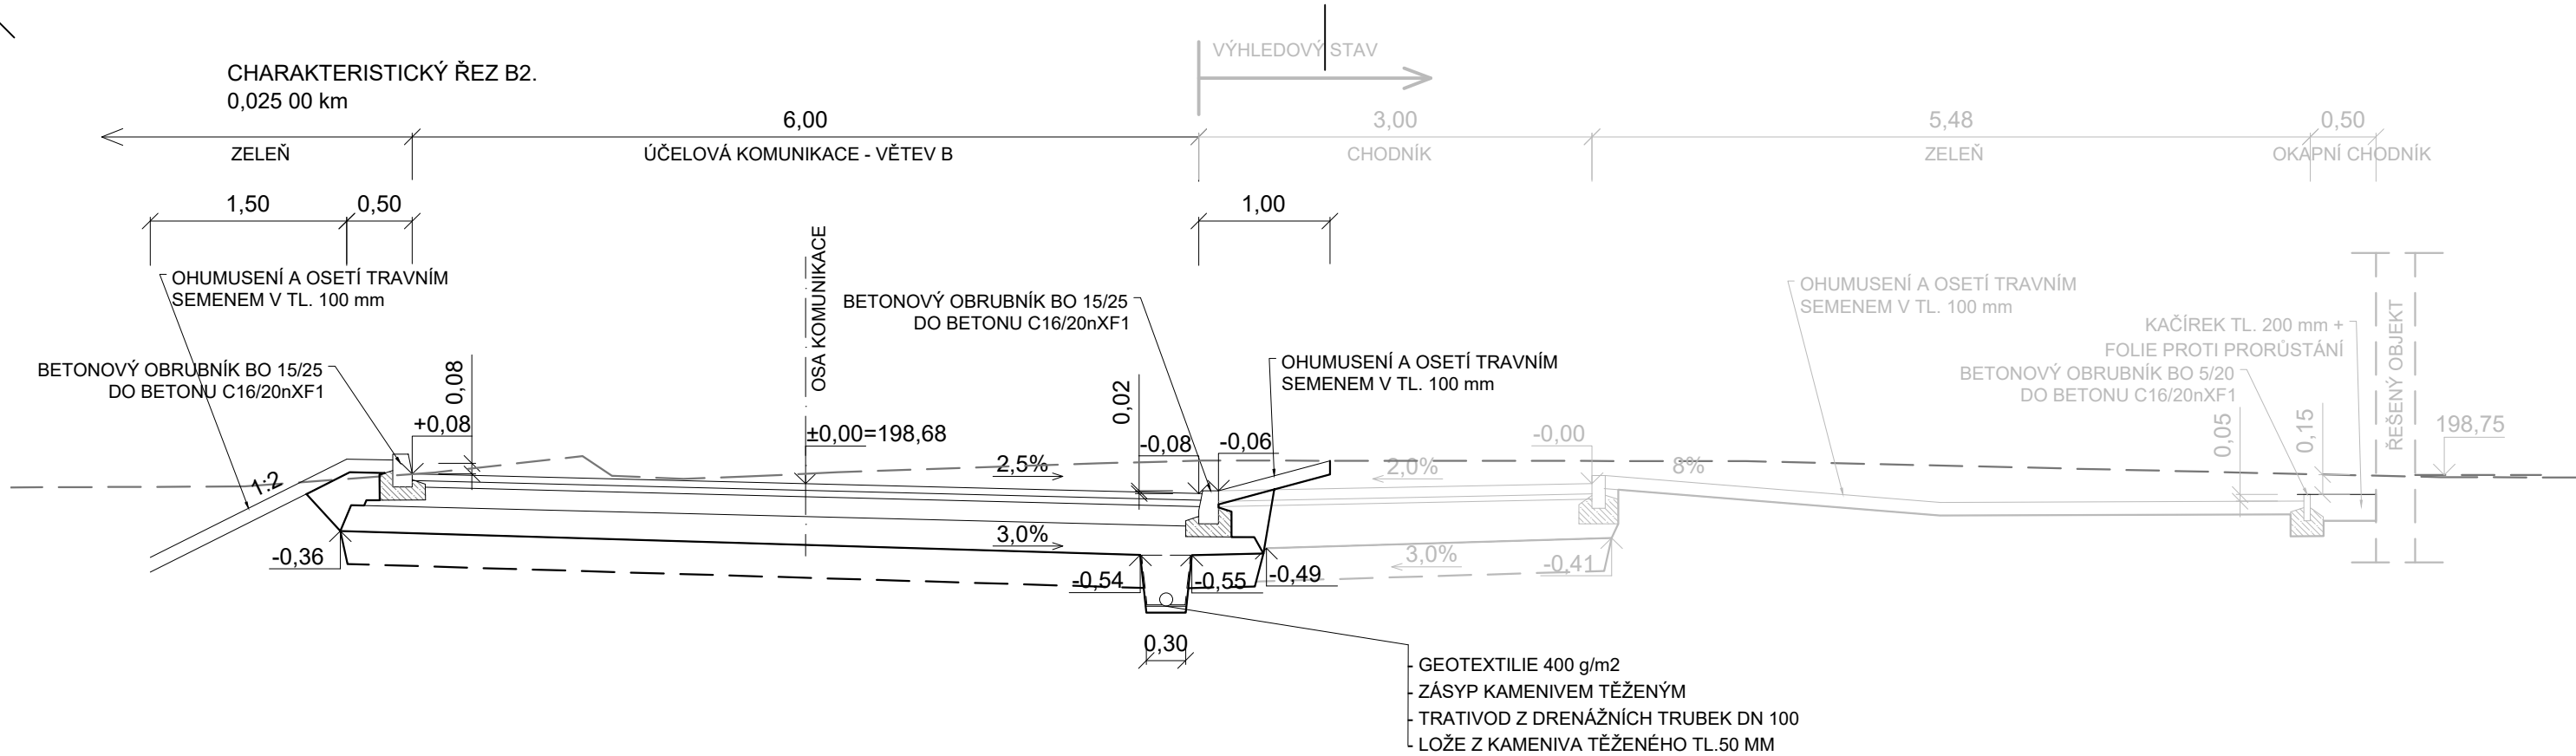 VÝHLEDOVÝ STAV
CHARAKTERISTICKÝ ŘEZ B2.
0,025 00 km
6,00
3,00
5,48
0,50
ZELEŇ
ÚČELOVÁ KOMUNIKACE - VĚTEV B
CHODNÍK
ZELEŇ
OKAPNÍ CHODNÍK
1,50
0,50
1,00
OSA KOMUNIKACE
OHUMUSENÍ A OSETÍ TRAVNÍM
SEMENEM V TL. 100 mm
BETONOVÝ OBRUBNÍK BO 15/25
DO BETONU C16/20nXF1
OHUMUSENÍ A OSETÍ TRAVNÍM
SEMENEM V TL. 100 mm
KAČÍREK TL. 200 mm +
FOLIE PROTI PRORŮSTÁNÍ
ŘEŠENÝ OBJEKT
BETONOVÝ OBRUBNÍK BO 15/25
DO BETONU C16/20nXF1
0,08
0,02
OHUMUSENÍ A OSETÍ TRAVNÍM
SEMENEM V TL. 100 mm
BETONOVÝ OBRUBNÍK BO 5/20
DO BETONU C16/20nXF1
0,05
0,15
+0,08
±0,00=198,68
-0,08
-0,06
-0,00
198,75
1:2
2,5%
2,0%
8%
3,0%
3,0%
-0,36
-0,54
-0,55
-0,49
-0,41
0,30
- GEOTEXTILIE 400 g/m2
- ZÁSYP KAMENIVEM TĚŽENÝM
- TRATIVOD Z DRENÁŽNÍCH TRUBEK DN 100
- LOŽE Z KAMENIVA TĚŽENÉHO TL.50 MM